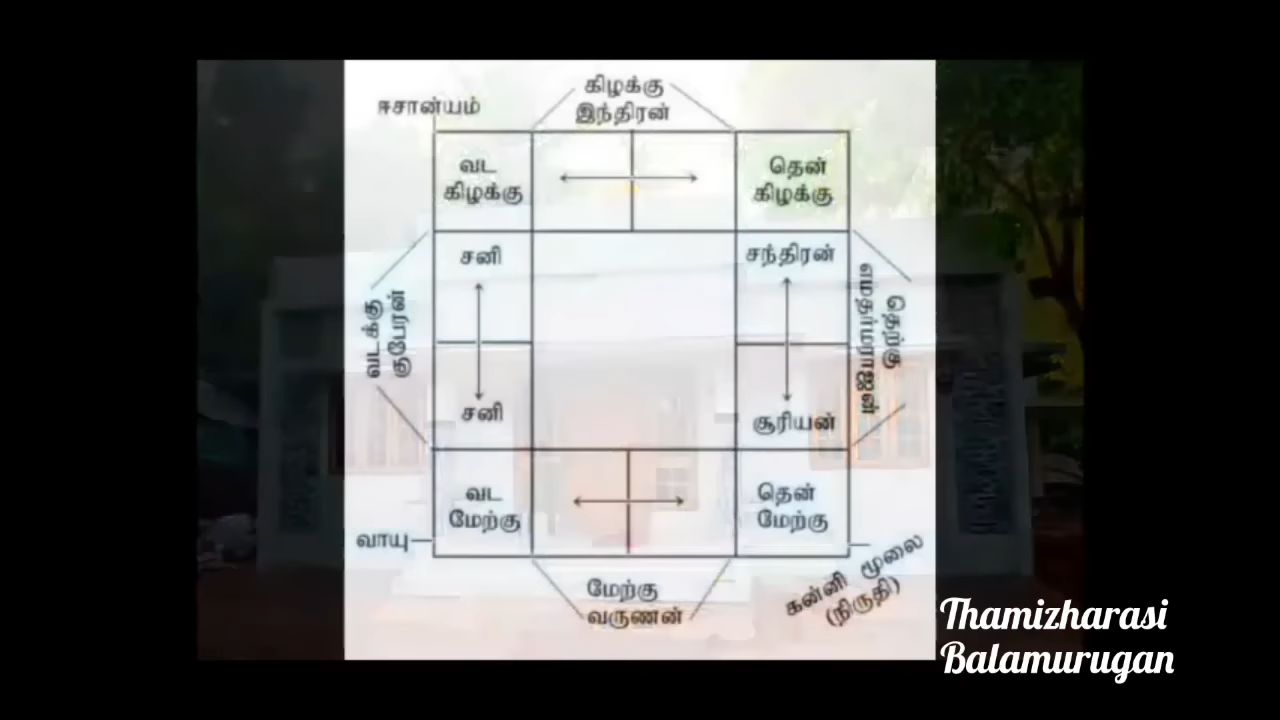 கிழக்கு
இந்திரன்
ஈசான்யம்
வட
கிழக்கு
தென்
கிழக்கு
சனி
சந்திரன்
வடக்கு
குபேரன்
தெற்கு
எமதர்மராஜன்
சனி
சூரியன்
வட
மேற்கு
தென்
மேற்கு
வாயு
கன்னி மூலை
(நிருதி)
மேற்கு
வருணன்
Thamizharasi
Balamurugan